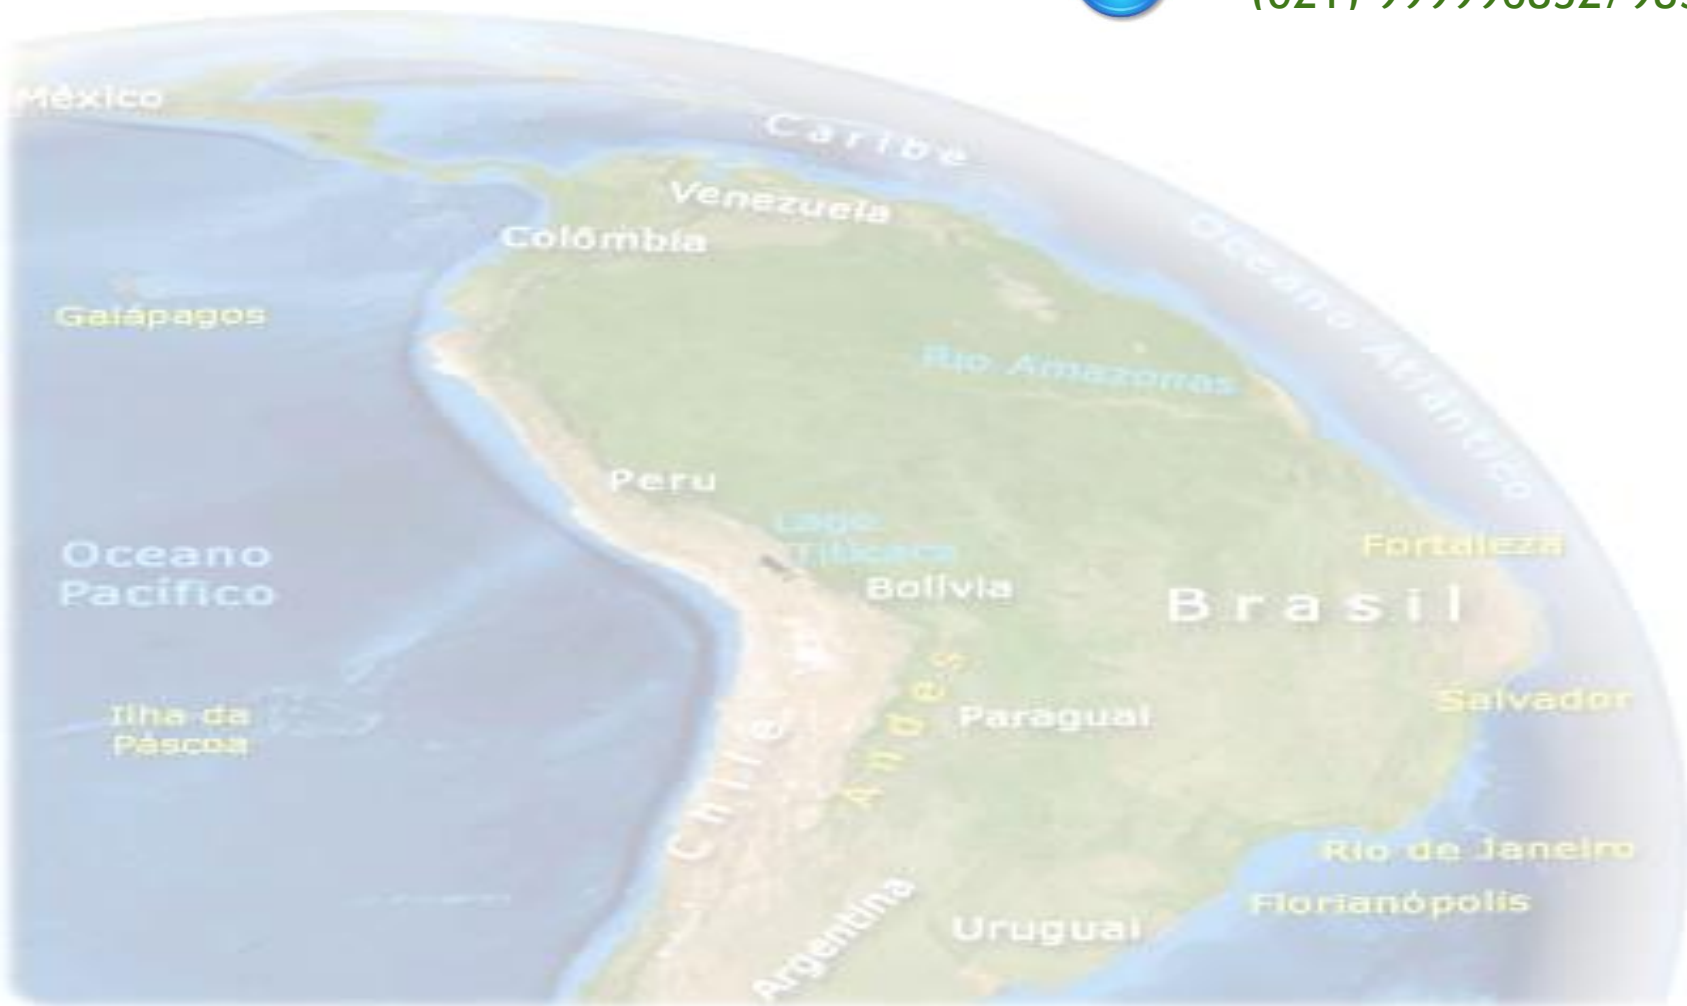 México
Caribe
Venezuela
Colômbia
Oceano Atlântico
Galápagos
Rio Amazonas
Peru
Lago
Titicaca
Oceano
Pacífico
Fortaleza
Bolívia
Brasil
Andes
Salvador
Ilha da
Páscoa
Paraguai
Chile
Rio de Janeiro
Florianópolis
Argentina
Uruguai